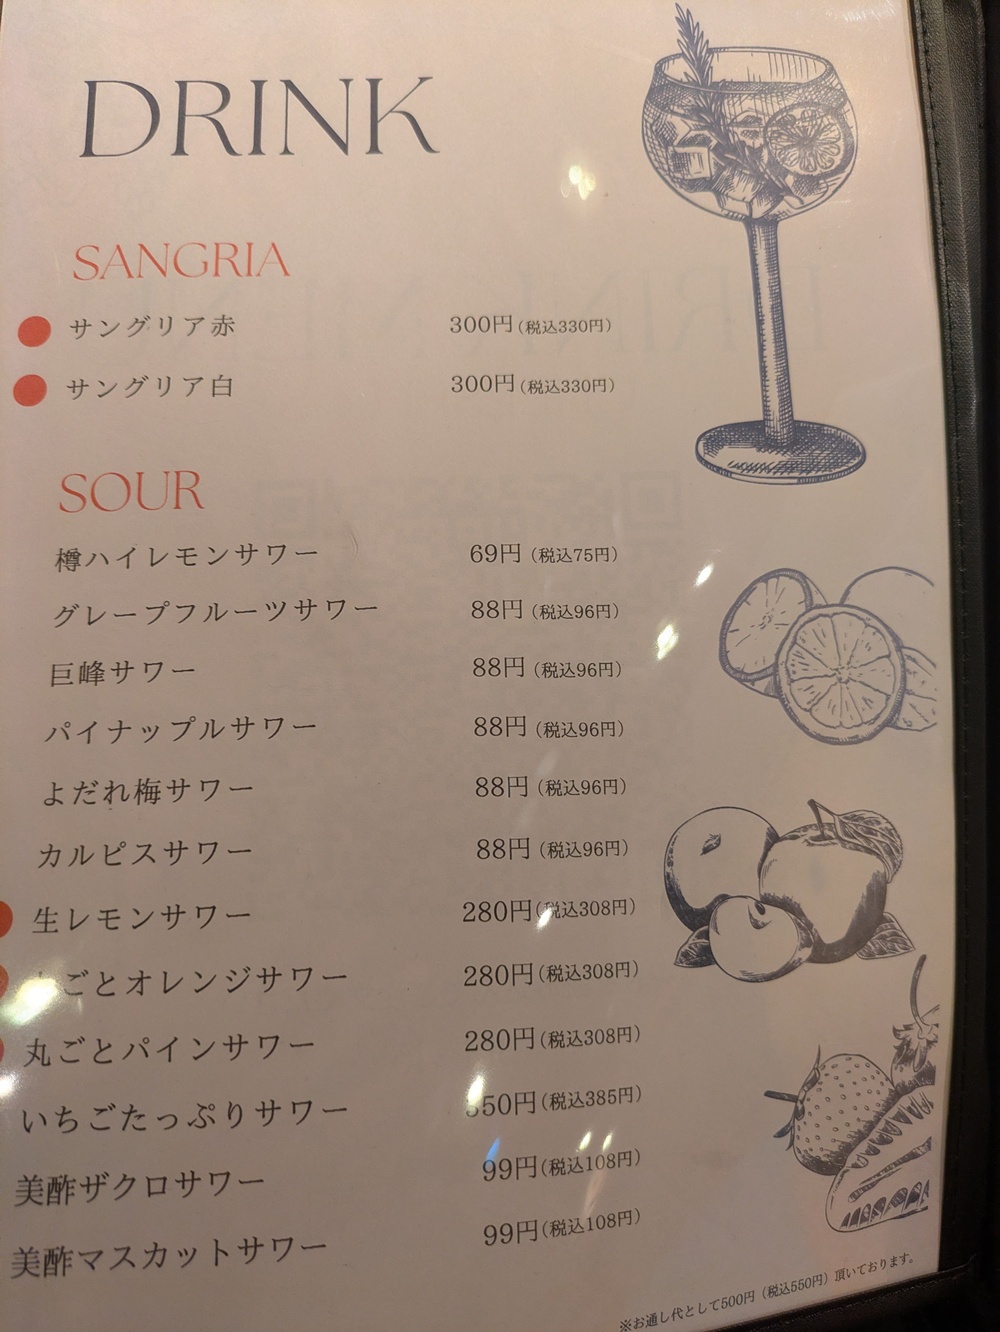 DRINK
SANGRIA
サングリア赤 300円(税込330円)
サングリア白 300円(税込330円)
SOUR
樽ハイレモンサワー 69円(税込75円)
グレープフルーツサワー 88円(税込96円)
巨峰サワー 88円(税込96円)
パイナップルサワー 88円(税込96円)
よだれ梅サワー 88円(税込96円)
カルピスサワー 88円(税込96円)
生レモンサワー 280円(税込308円)
ごとオレンジサワー 280円(税込308円)
丸ごとパインサワー 280円(税込308円)
いちごたっぷりサワー 350円(税込385円)
美酢ザクロサワー 99円(税込108円)
美酢マスカットサワー 99円(税込108円)
※お通し代として500円(税込550円)頂いております。